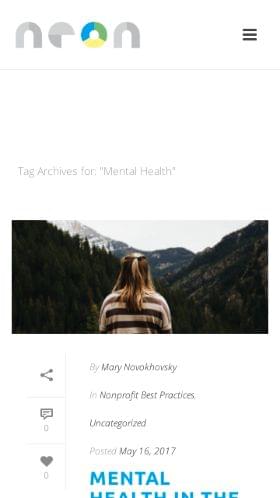 neon
Tag Archives for: "Mental Health"
By Mary Novokhovsky
In Nonprofit Best Practices,
Uncategorized
0
Posted May 16, 2017
0
MENTAL
HEALTH IN THE